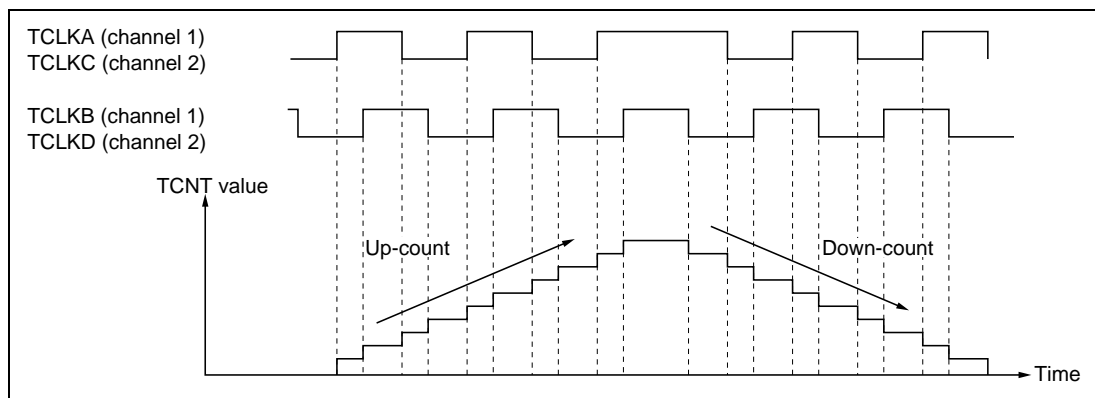 TCLKA (channel 1)
TCLKC (channel 2)
TCLKB (channel 1)
TCLKD (channel 2)
TCNT value
Up-count
Down-count
Time